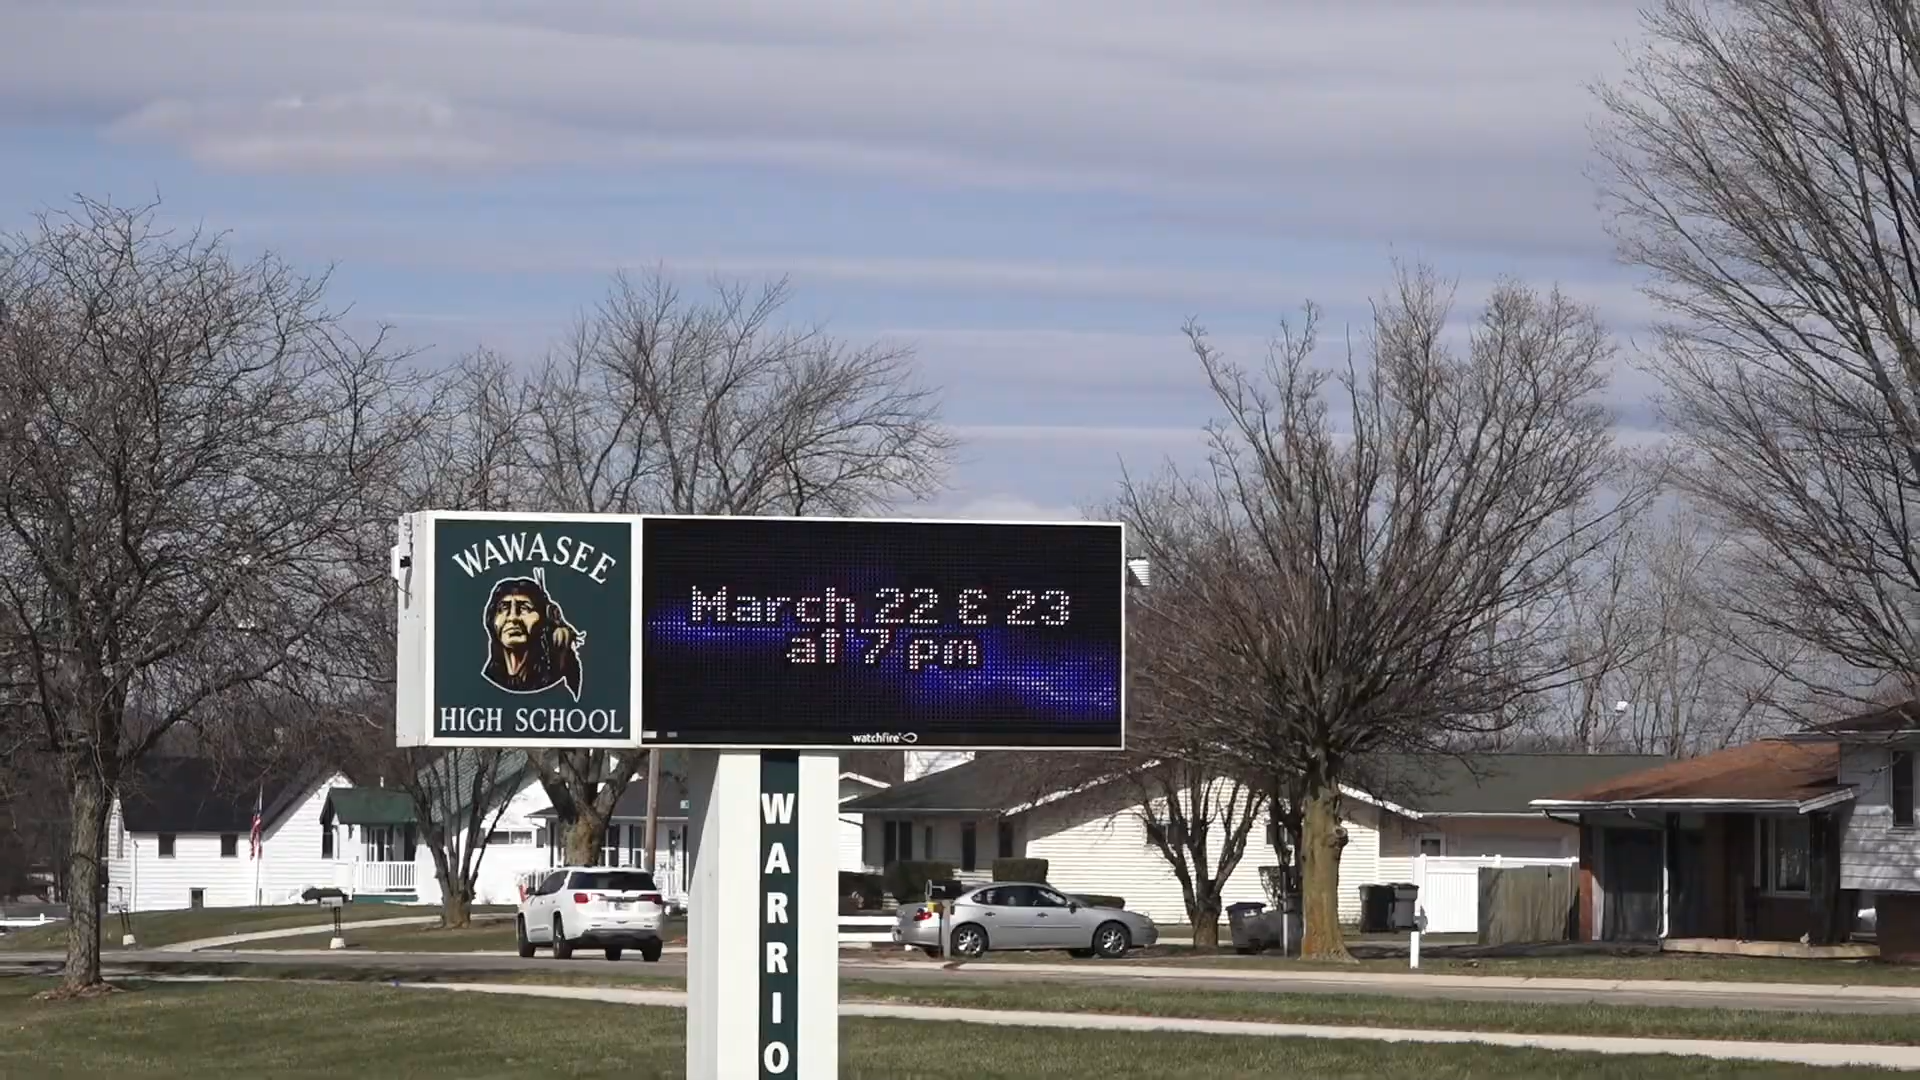 WAWASEE
HIGH SCHOOL
March 22 & 23
at 7 pm
watchfire
WARRIO